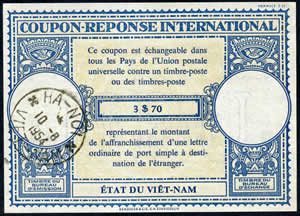 COUPON-REPONSE INTERNATIONAL
Ce coupon est échangeable dans
tous les Pays de l'Union postale
universelle contre un timbre-poste
ou des timbres-poste
3 $ 70
représentant le montant
de l'affranchissement d'une lettre
ordinaire de port simple à desti-
nation de l'étranger.
HA-NOI
TIMBRE DU
BUREAU
D'ÉMISSION
TIMBRE DU
BUREAU
D'ÉCHANGE
ÉTAT DU VIÊT-NAM